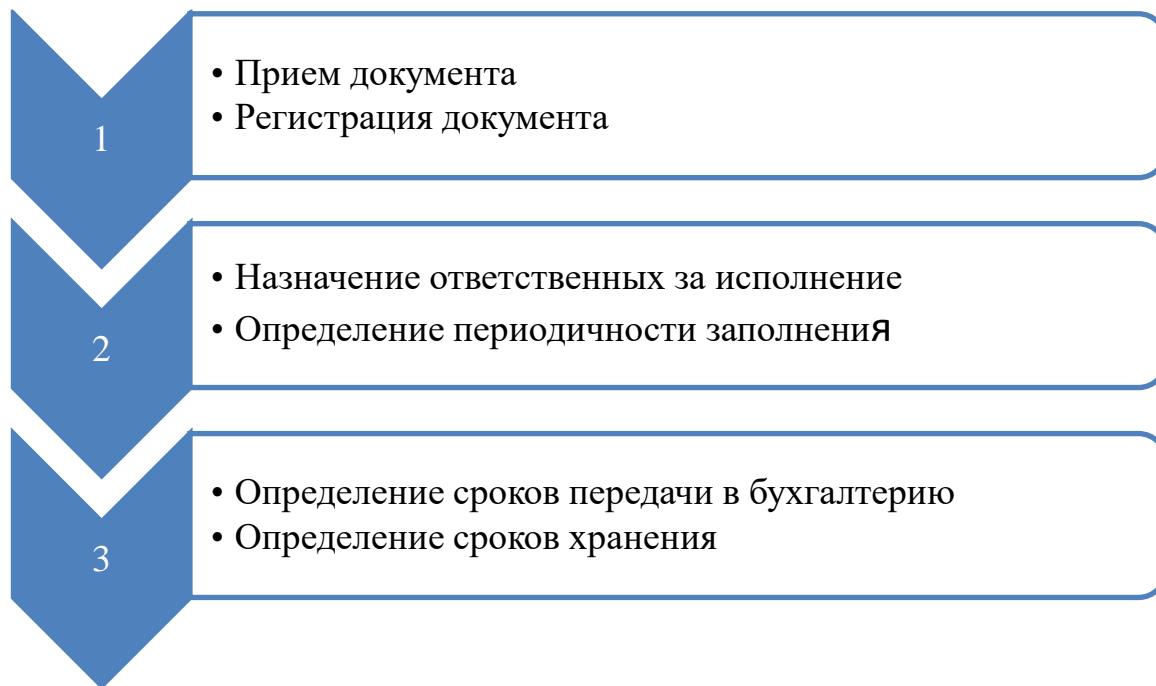 1
• Прием документа
• Регистрация документа
2
• Назначение ответственных за исполнение
• Определение периодичности заполнения
3
• Определение сроков передачи в бухгалтерию
• Определение сроков хранения